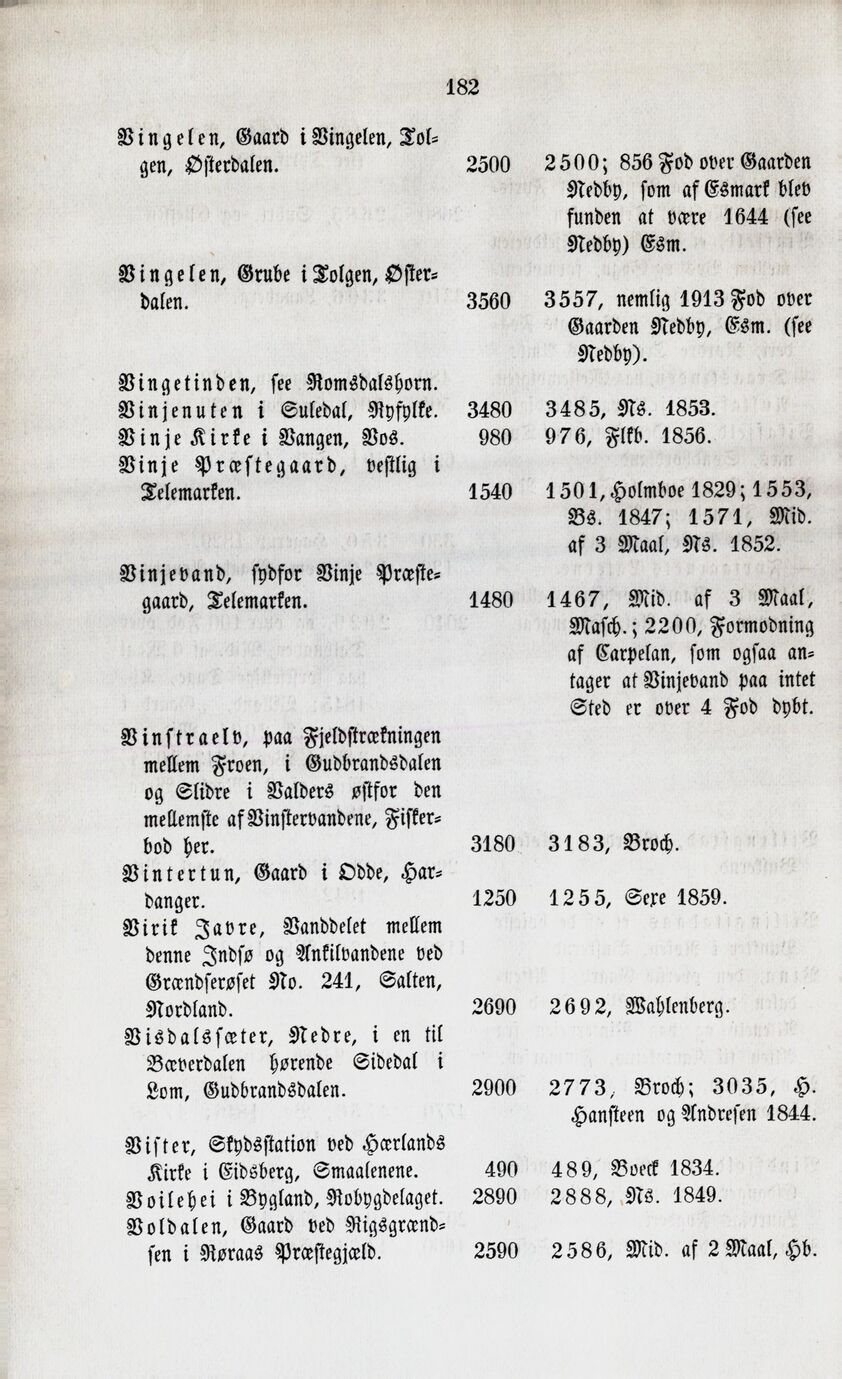 182
Vingelen, Gaard i Vingelen, Tol=
gen, Østerdalen. 2500 2500; 856 Fod over Gaarden
Nedby, som af Esmark blev
funden at være 1644 (see
Nedby) Esm.
Vingelen, Grube i Tolgen, Øster=
dalen. 3560 3557, nemlig 1913 Fod over
Gaarden Nedby, Esm. (see
Nedby).
Vingetinden, see Romsdalshorn.
Vinjenuten i Suledal, Ryfylke. 3480 3485, Ns. 1853.
Vinje Kirke i Vangen, Vos. 980 976, Flkb. 1856.
Vinje Præstegaard, vestlig i
Telemarken. 1540 1501, Holmboe 1829; 1553,
Bs. 1847; 1571, Mid.
af 3 Maal, Ns. 1852.
Vinjevand, sydfor Vinje Præste=
gaard, Telemarken. 1480 1467, Mid. af 3 Maal,
Masch.; 2200, Formodning
af Carpelan, som ogsaa an=
tager at Vinjevand paa intet
Sted er over 4 Fod dybt.
Vinstraelv, paa Fjeldstrækningen
mellem Froen, i Gudbrandsdalen
og Slidre i Valders østfor den
mellemste af Vinstervandene, Fisker=
bod her. 3180 3183, Broch.
Vintertun, Gaard i Odde, Har=
danger. 1250 1255, Sexe 1859.
Virik Javre, Vanddelet mellem
denne Indsø og Ankilvandene ved
Grændserøset No. 241, Salten,
Nordland. 2690 2692, Wahlenberg.
Visdalssæter, Nedre, i en til
Bæverdalen hørende Sidedal i
Lom, Gudbrandsdalen. 2900 2773, Broch; 3035, H.
Hansteen og Andresen 1844.
Vister, Skydsstation ved Hærlands
Kirke i Eidsberg, Smaalenene. 490 489, Boeck 1834.
Voilehei i Bygland, Robygdelaget. 2890 2888, Ns. 1849.
Voldalen, Gaard ved Rigsgrænd=
sen i Røraas Præstegjæld. 2590 2586, Mid. af 2 Maal, Hb.